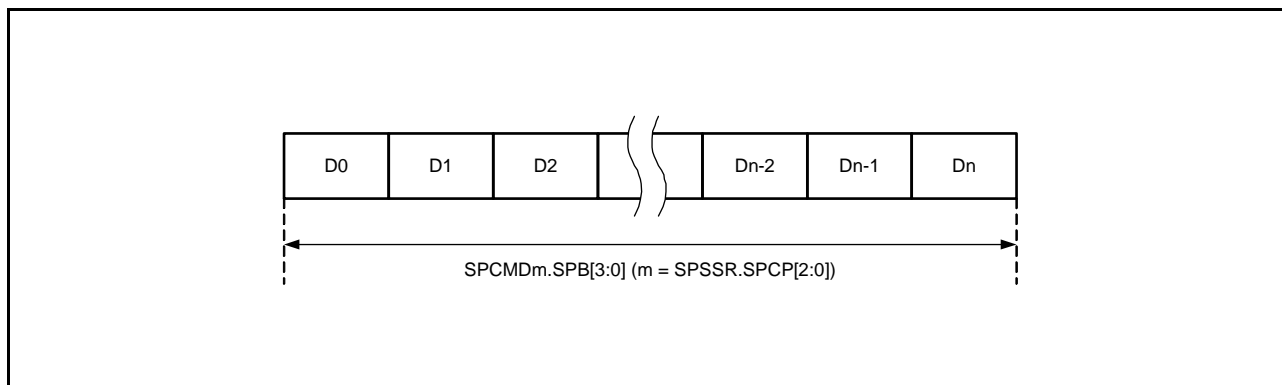 D0 D1 D2 Dn-2 Dn-1 Dn
SPCMDm.SPB[3:0] (m = SPSSR.SPCP[2:0])